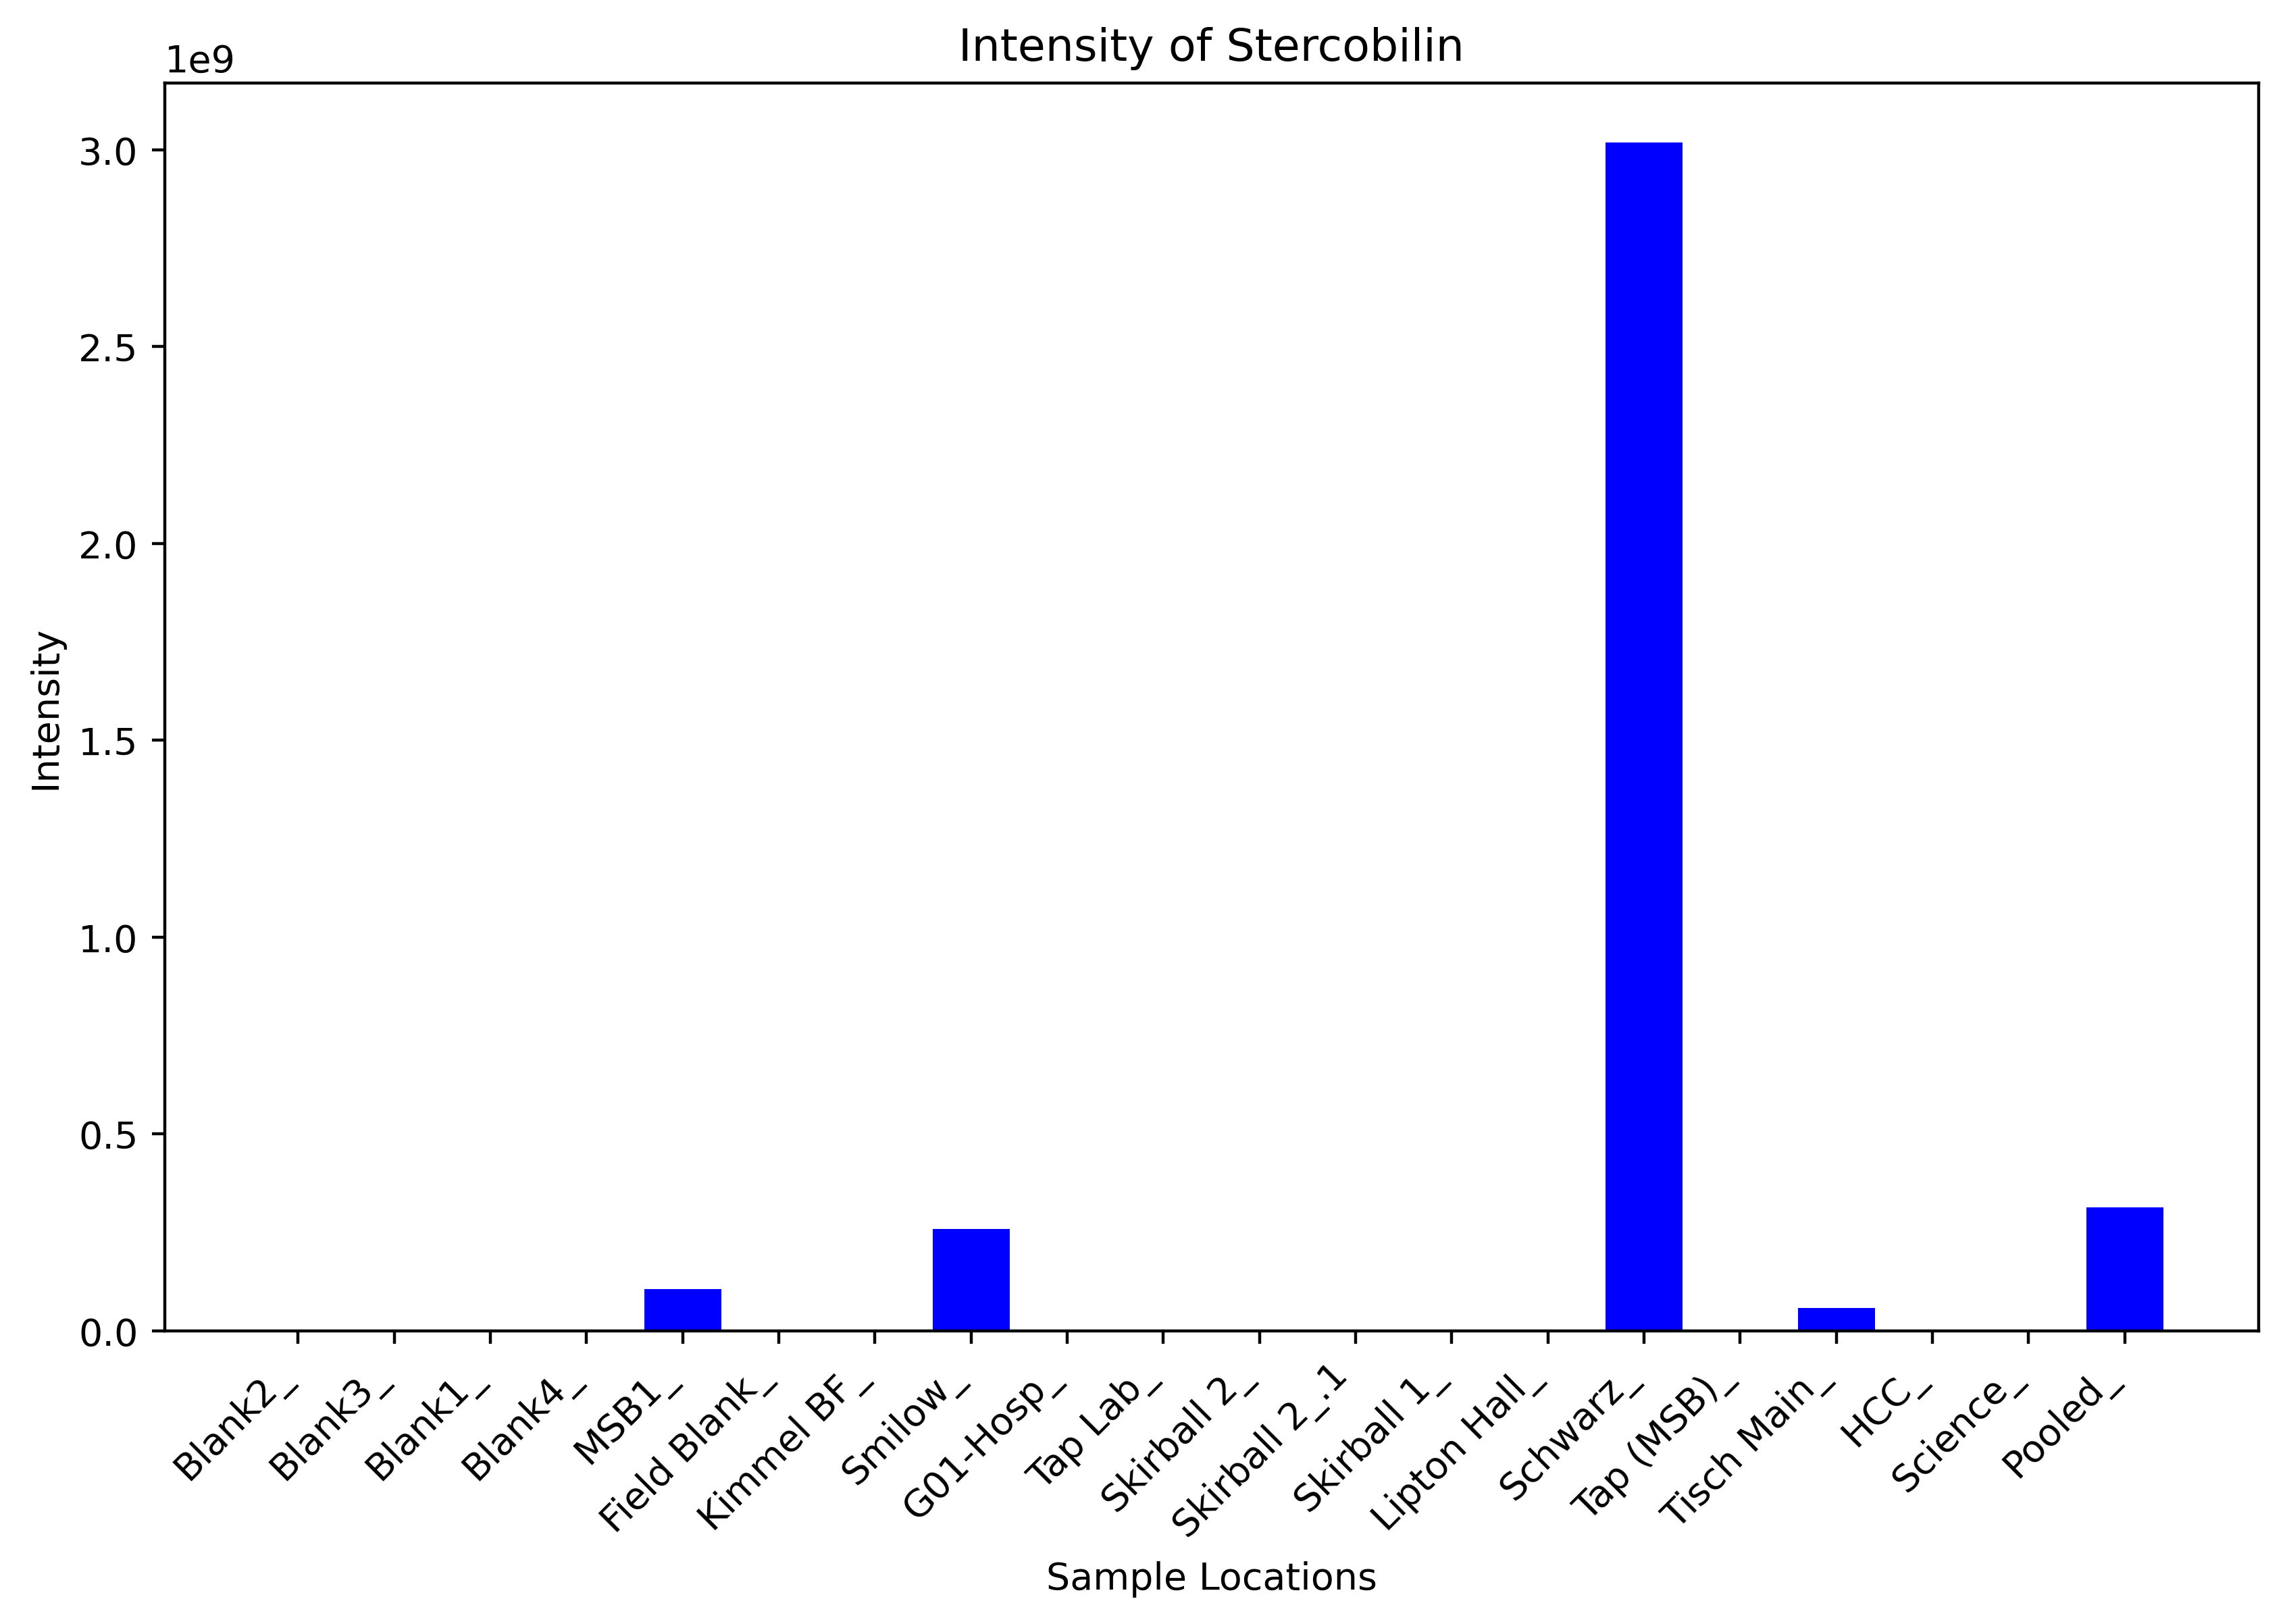 Intensity of Stercobilin
1e9
3.0
2.5
2.0
1.5
1.0
0.5
0.0
Intensity
Blank2_
Blank3_
Blank1_
Blank4_
MSB1_
Field Blank_
Kimmel BF_
Smilow_
G01-Hosp_
Tap Lab_
Skirball 2_
Skirball 2_.1
Skirball 1_
Lipton Hall_
Schwarz_
Tap (MSB)_
Tisch Main_
HCC_
Science_
Pooled_
Sample Locations